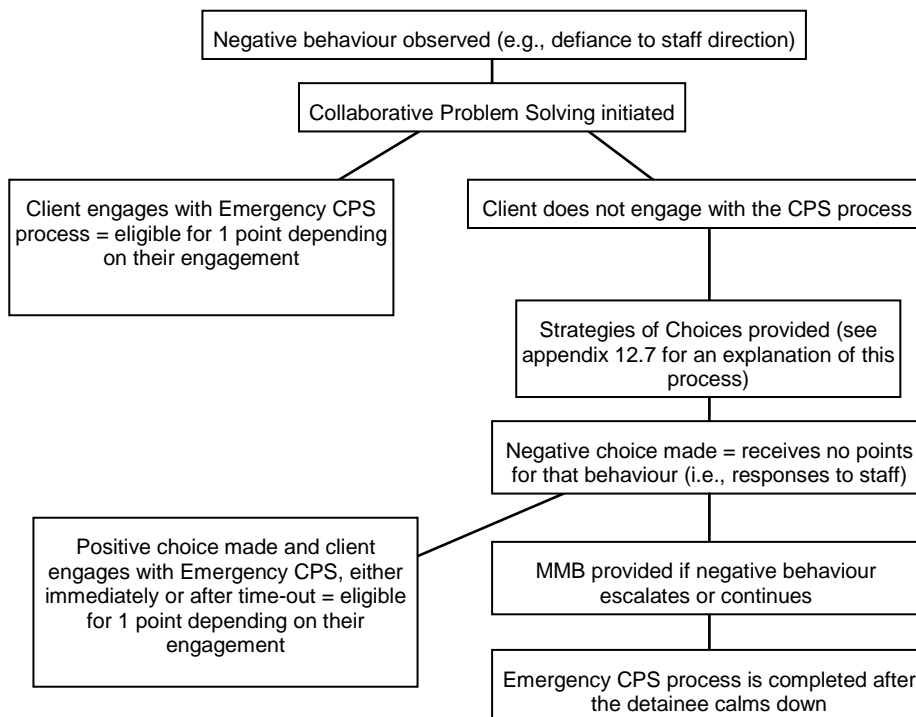 Negative behaviour observed (e.g., defiance to staff direction)
Collaborative Problem Solving initiated
Client engages with Emergency CPS
process = eligible for 1 point depending
on their engagement
Client does not engage with the CPS process
Strategies of Choices provided (see
appendix 12.7 for an explanation of this
process)
Negative choice made = receives no points
for that behaviour (i.e., responses to staff)
Positive choice made and client
engages with Emergency CPS, either
immediately or after time-out = eligible
for 1 point depending on their
engagement
MMB provided if negative behaviour
escalates or continues
Emergency CPS process is completed after
the detainee calms down